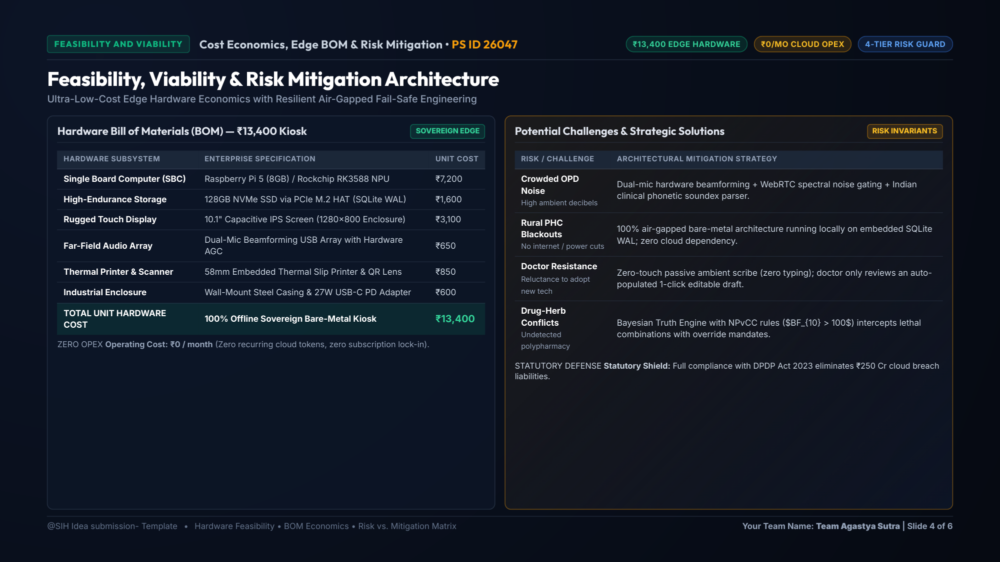 FEASIBILITY AND VIABILITY
Cost Economics, Edge BOM & Risk Mitigation • PS ID 26047
₹13,400 EDGE HARDWARE
₹0/MO CLOUD OPEX
4-TIER RISK GUARD
Feasibility, Viability & Risk Mitigation Architecture
Ultra-Low-Cost Edge Hardware Economics with Resilient Air-Gapped Fail-Safe Engineering
Hardware Bill of Materials (BOM) — ₹13,400 Kiosk
SOVEREIGN EDGE
HARDWARE SUBSYSTEM ENTERPRISE SPECIFICATION UNIT COST
Single Board Computer (SBC) Raspberry Pi 5 (8GB) / Rockchip RK3588 NPU ₹7,200
High-Endurance Storage 128GB NVMe SSD via PCIe M.2 HAT (SQLite WAL) ₹1,600
Rugged Touch Display 10.1" Capacitive IPS Screen (1280×800 Enclosure) ₹3,100
Far-Field Audio Array
Dual-Mic Beamforming USB Array with Hardware
AGC
₹650
Thermal Printer & Scanner 58mm Embedded Thermal Slip Printer & QR Lens ₹850
Industrial Enclosure Wall-Mount Steel Casing & 27W USB-C PD Adapter ₹600
TOTAL UNIT HARDWARE
COST
100% Offline Sovereign Bare-Metal Kiosk
₹13,400
ZERO OPEX Operating Cost: ₹0 / month (Zero recurring cloud tokens, zero subscription lock-in).
Potential Challenges & Strategic Solutions
RISK INVARIANTS
RISK / CHALLENGE ARCHITECTURAL MITIGATION STRATEGY
Crowded OPD
Noise
High ambient decibels
Dual-mic hardware beamforming + WebRTC spectral noise gating + Indian
clinical phonetic soundex parser.
Rural PHC
Blackouts
No internet / power cuts
100% air-gapped bare-metal architecture running locally on embedded SQLite
WAL; zero cloud dependency.
Doctor Resistance
Reluctance to adopt
new tech
Zero-touch passive ambient scribe (zero typing); doctor only reviews an auto-
populated 1-click editable draft.
Drug-Herb
Conflicts
Undetected
polypharmacy
Bayesian Truth Engine with NPvCC rules ($BF_{10} > 100$) intercepts lethal
combinations with override mandates.
STATUTORY DEFENSE Statutory Shield: Full compliance with DPDP Act 2023 eliminates ₹250 Cr cloud breach
liabilities.
@SIH Idea submission- Template • Hardware Feasibility • BOM Economics • Risk vs. Mitigation Matrix
Your Team Name: Team Agastya Sutra | Slide 4 of 6